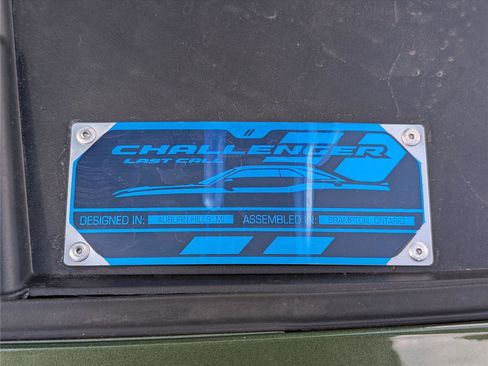 CHALLENGER
LAST CALL
DESIGNED IN: AUBURN HILLS, MI ASSEMBLED IN: BRAMPTON, ONTARIO